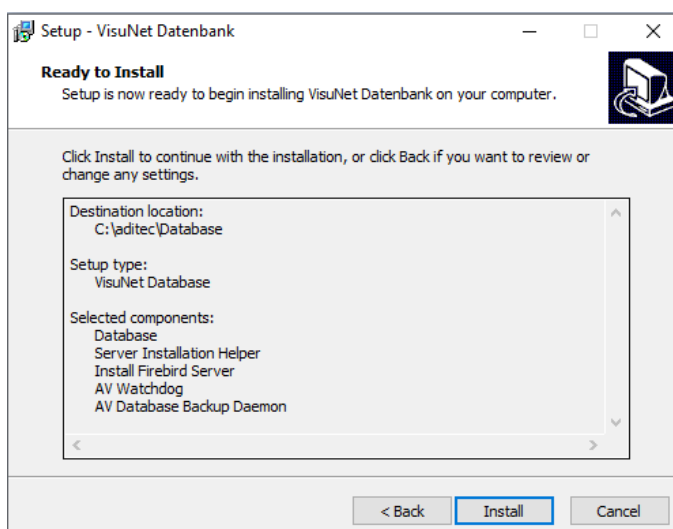 Setup - VisuNet Datenbank
Ready to Install
Setup is now ready to begin installing VisuNet Datenbank on your computer.
Click Install to continue with the installation, or click Back if you want to review or
change any settings.
Destination location:
C:\aditec\Database
Setup type:
VisuNet Database
Selected components:
Database
Server Installation Helper
Install Firebird Server
AV Watchdog
AV Database Backup Daemon
< Back
Install
Cancel